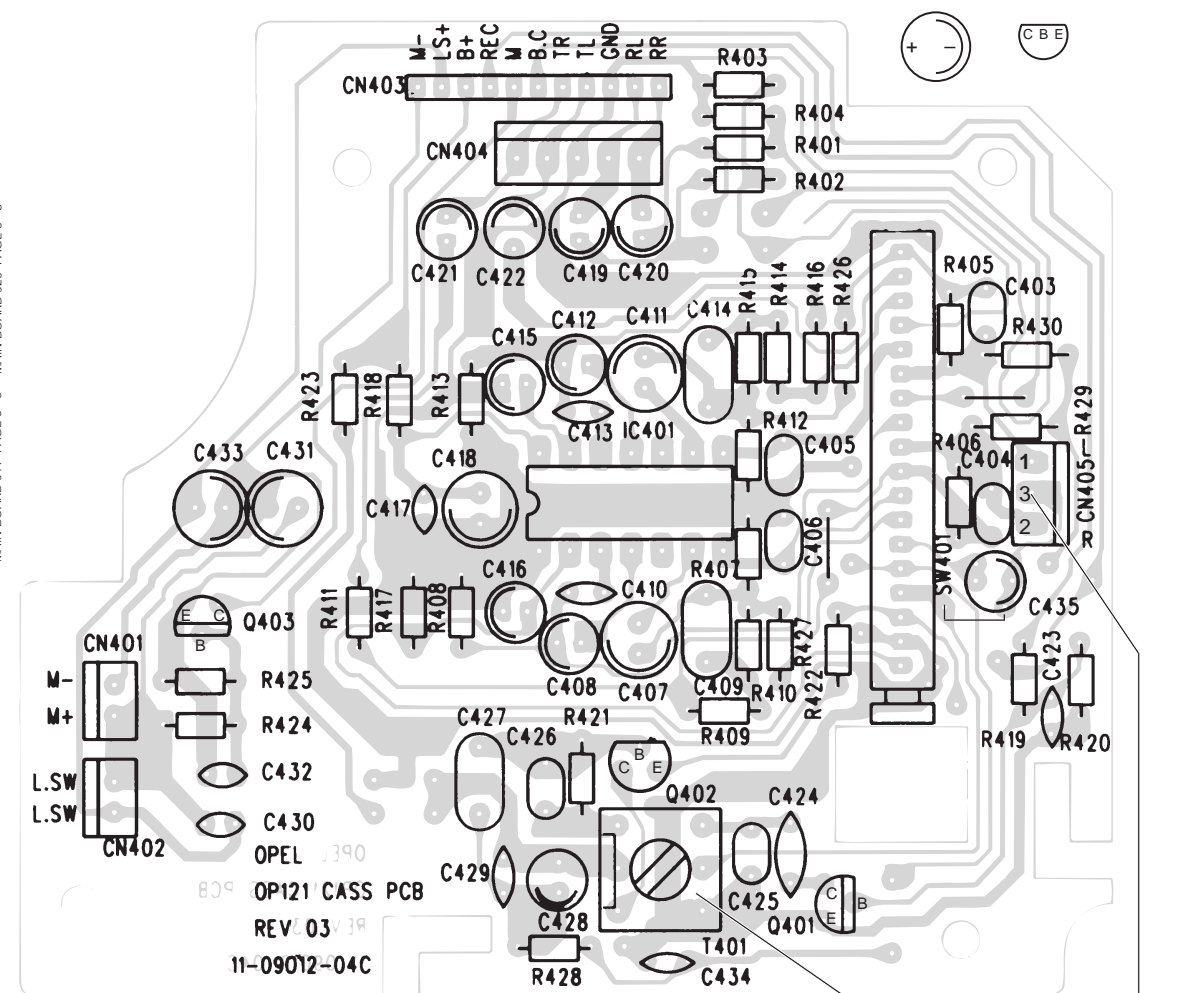 M- LS+ B+ REC M B.C TR TL GND RL RR
+ - C B E
R403
CN403
R404
CN404 R401
R402
C421 C422 C419 C420
R405
R415 R414 R416 R426
C403
C412 C411 C414
C415 R430
R423 R418 R413
C413 IC401
R412
C433 C431 C418 C405
R406 C404 1
CN405 R429
C417 3
C406 2
R
SW401
C416 C410 R407
R411 R417 R408
E C Q403
B
C435
CN401
M- R425
C408 C407 C409 R410 R427 R422
C423
M+ R424
C427 C426 R421 R409
R419 R420
B
C E
L.SW C432
Q402 C424
L.SW C430
CN402
OPEL
C429
OP121 CASS PCB
C428 C425
C
E B
Q401
REV 03
T401
11-09012-04C
R428 C434